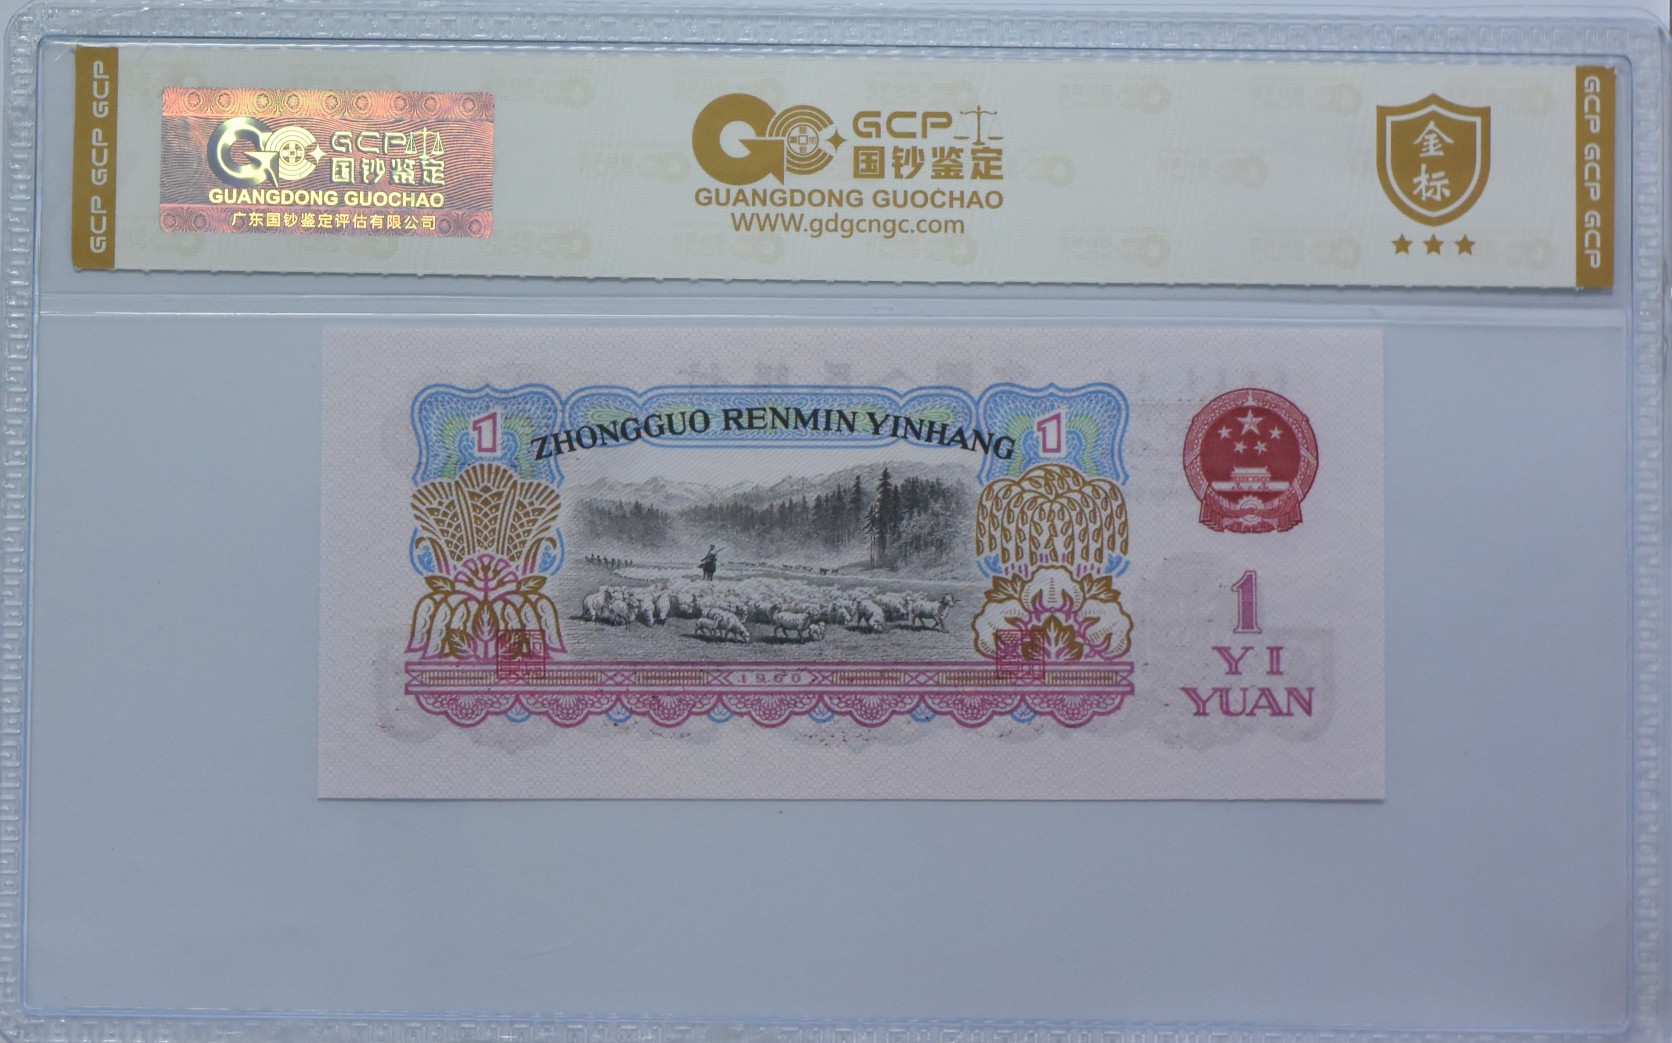 GCP GCP GCP
GCP
国钞鉴定
GUANGDONG GUOCHAO
广东国钞鉴定评估有限公司
GCP
国钞鉴定
GUANGDONG GUOCHAO
WWW.gdgcngc.com
金标
GCP GCP GCP
1
ZHONGGUO RENMIN YINHANG
1
1
YI
YUAN
1960